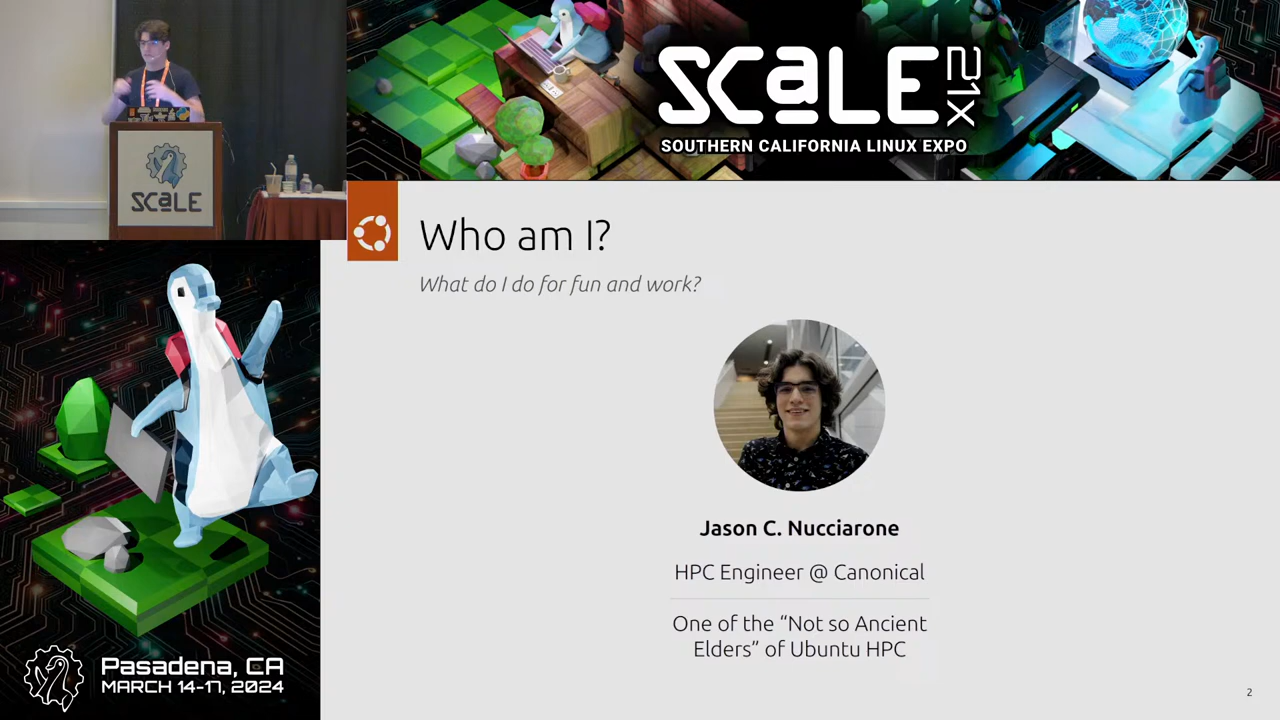 SCALE 21X
SOUTHERN CALIFORNIA LINUX EXPO
SCALE
Who am I?
What do I do for fun and work?
Jason C. Nucciarone
HPC Engineer @ Canonical
One of the “Not so Ancient
Elders” of Ubuntu HPC
2
Pasadena, CA
MARCH 14-17, 2024